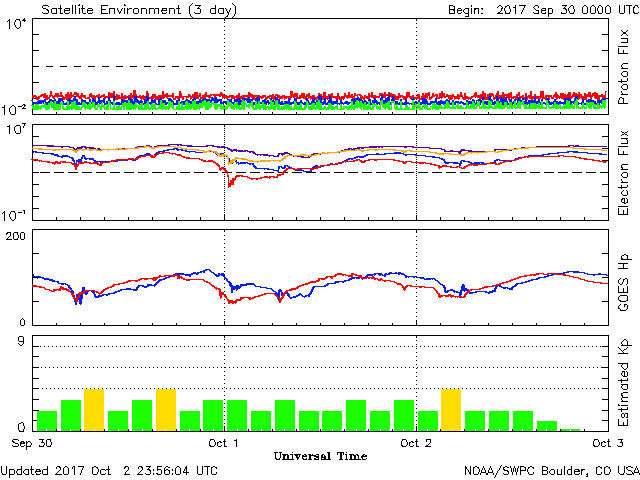 Satellite Environment (3 day)
Begin: 2017 Sep 30 0000 UTC
10⁴
10⁻²
Proton Flux
10⁷
10⁻¹
Electron Flux
200
0
GOES Hp
9
0
Estimated Kp
Sep 30
Oct 1
Oct 2
Oct 3
Universal Time
Updated 2017 Oct 2 23:56:04 UTC
NOAA/SWPC Boulder, CO USA